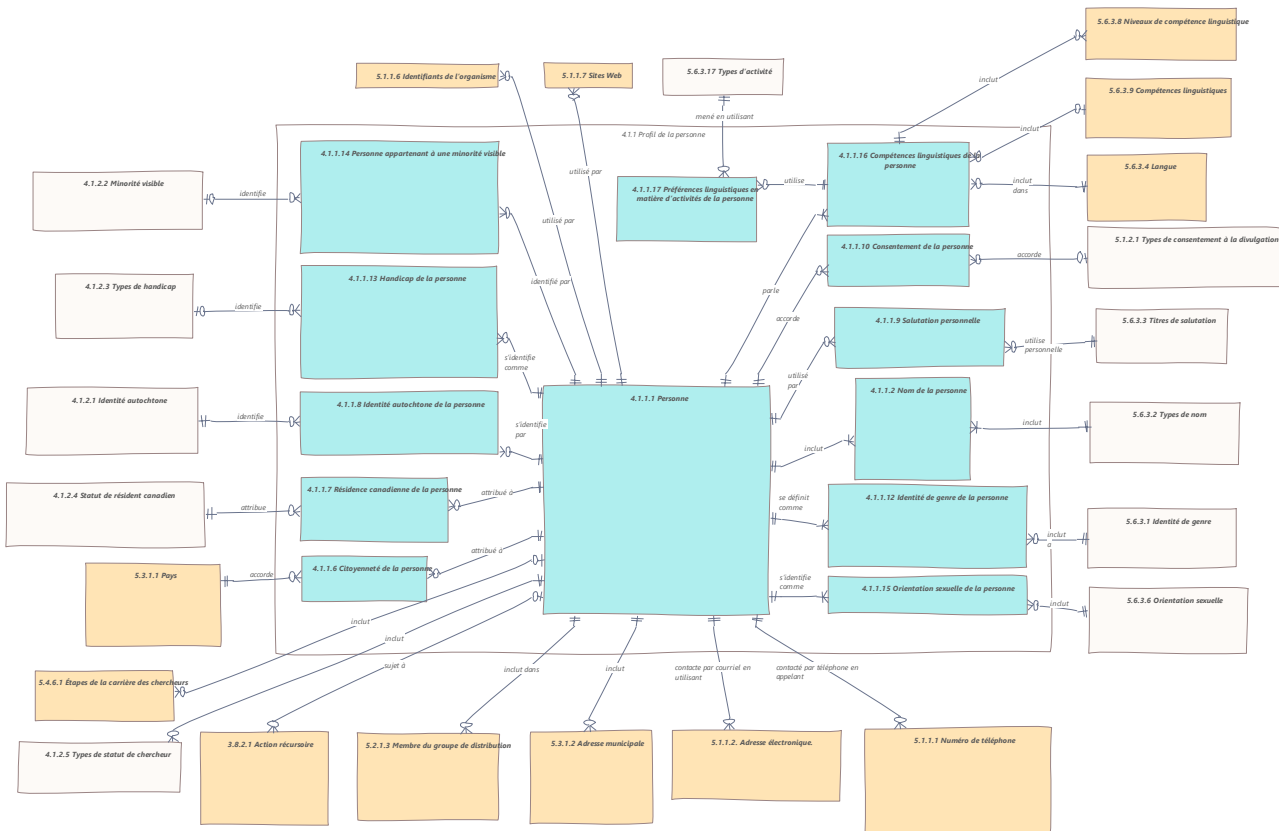 5.6.3.8 Niveaux de compétence linguistique
5.1.1.6 Identifiants de l'organisme
5.1.1.7 Sites Web
5.6.3.17 Types d'activité
inclut
5.6.3.9 Compétences linguistiques
mené en utilisant
inclut
4.1.1 Profil de la personne
4.1.1.14 Personne appartenant à une minorité visible
4.1.1.16 Compétences linguistiques de la
personne
5.6.3.4 Langue
utilisé par
4.1.2.2 Minorité visible
identifie
4.1.1.17 Préférences linguistiques en
matière d'activités de la personne
utilise
inclut
dans
utilisé par
4.1.1.10 Consentement de la personne
accorde
5.1.2.1 Types de consentement à la divulgation
4.1.1.13 Handicap de la personne
identifié par
4.1.2.3 Types de handicap
identifie
parle
accorde
4.1.1.9 Salutation personnelle
5.6.3.3 Titres de salutation
utilise
personnelle
s'identifie
comme
utilisé
par
4.1.2.1 Identité autochtone
identifie
4.1.1.8 Identité autochtone de la personne
4.1.1.1 Personne
4.1.1.2 Nom de la personne
5.6.3.2 Types de nom
inclut
s'identifie
par
inclut
4.1.2.4 Statut de résident canadien
attribue
4.1.1.7 Résidence canadienne de la personne
attribué à
se définit
comme
4.1.1.12 Identité de genre de la personne
5.6.3.1 Identité de genre
inclut
à
attribué à
5.3.1.1 Pays
accorde
4.1.1.6 Citoyenneté de la personne
s'identifie
comme
4.1.1.15 Orientation sexuelle de la personne
inclut
5.6.3.6 Orientation sexuelle
inclut
inclut
sujet à
inclut dans
inclut
contacte par courriel en
utilisant
contacté par téléphone en
appelant
5.4.6.1 Étapes de la carrière des chercheurs
4.1.2.5 Types de statut de chercheur
3.8.2.1 Action récursoire
5.2.1.3 Membre du groupe de distribution
5.3.1.2 Adresse municipale
5.1.1.2. Adresse électronique.
5.1.1.1 Numéro de téléphone